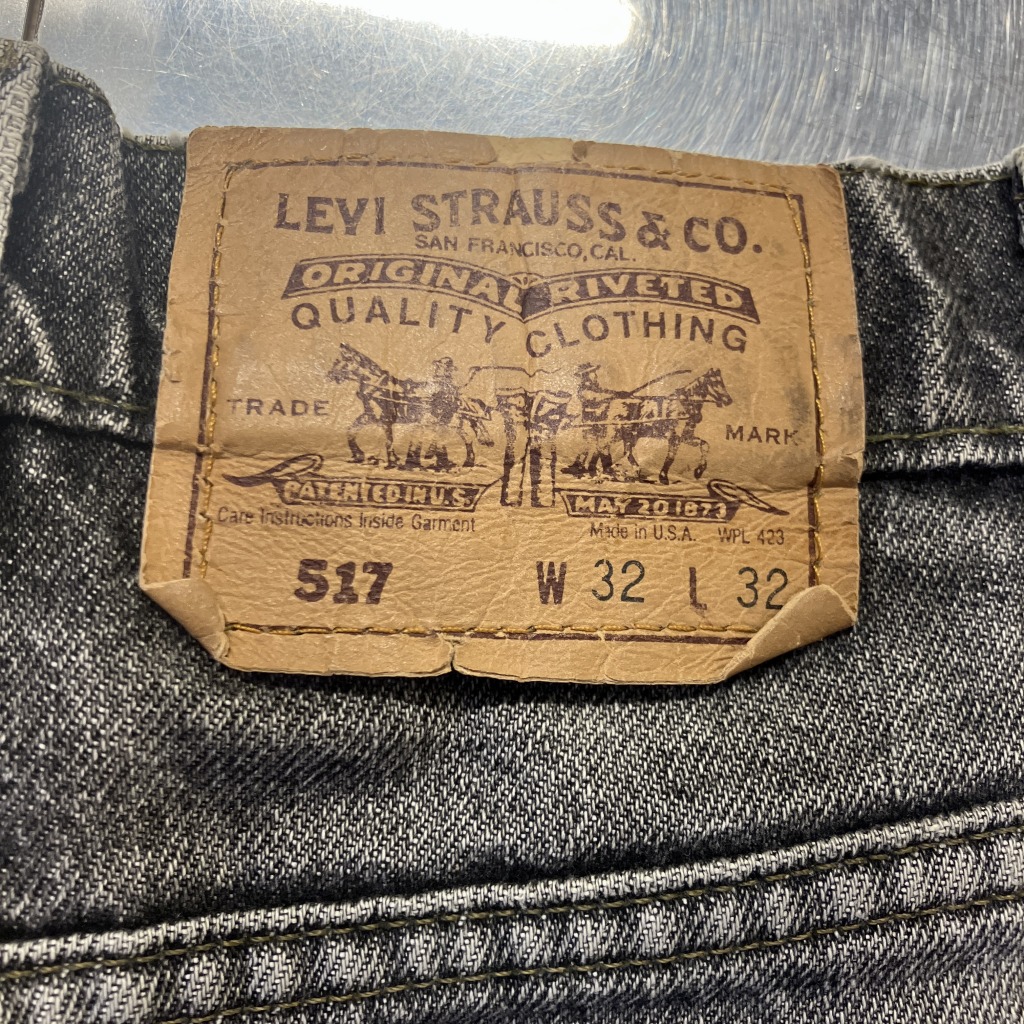 LEVI STRAUSS & CO.
SAN FRANCISCO, CAL.
ORIGINAL RIVETED
QUALITY CLOTHING
TRADE MARK
PATENTED IN U.S. MAY 20 1873
Care Instructions Inside Garment Made in U.S.A. WPL 423
517 W 32 L 32